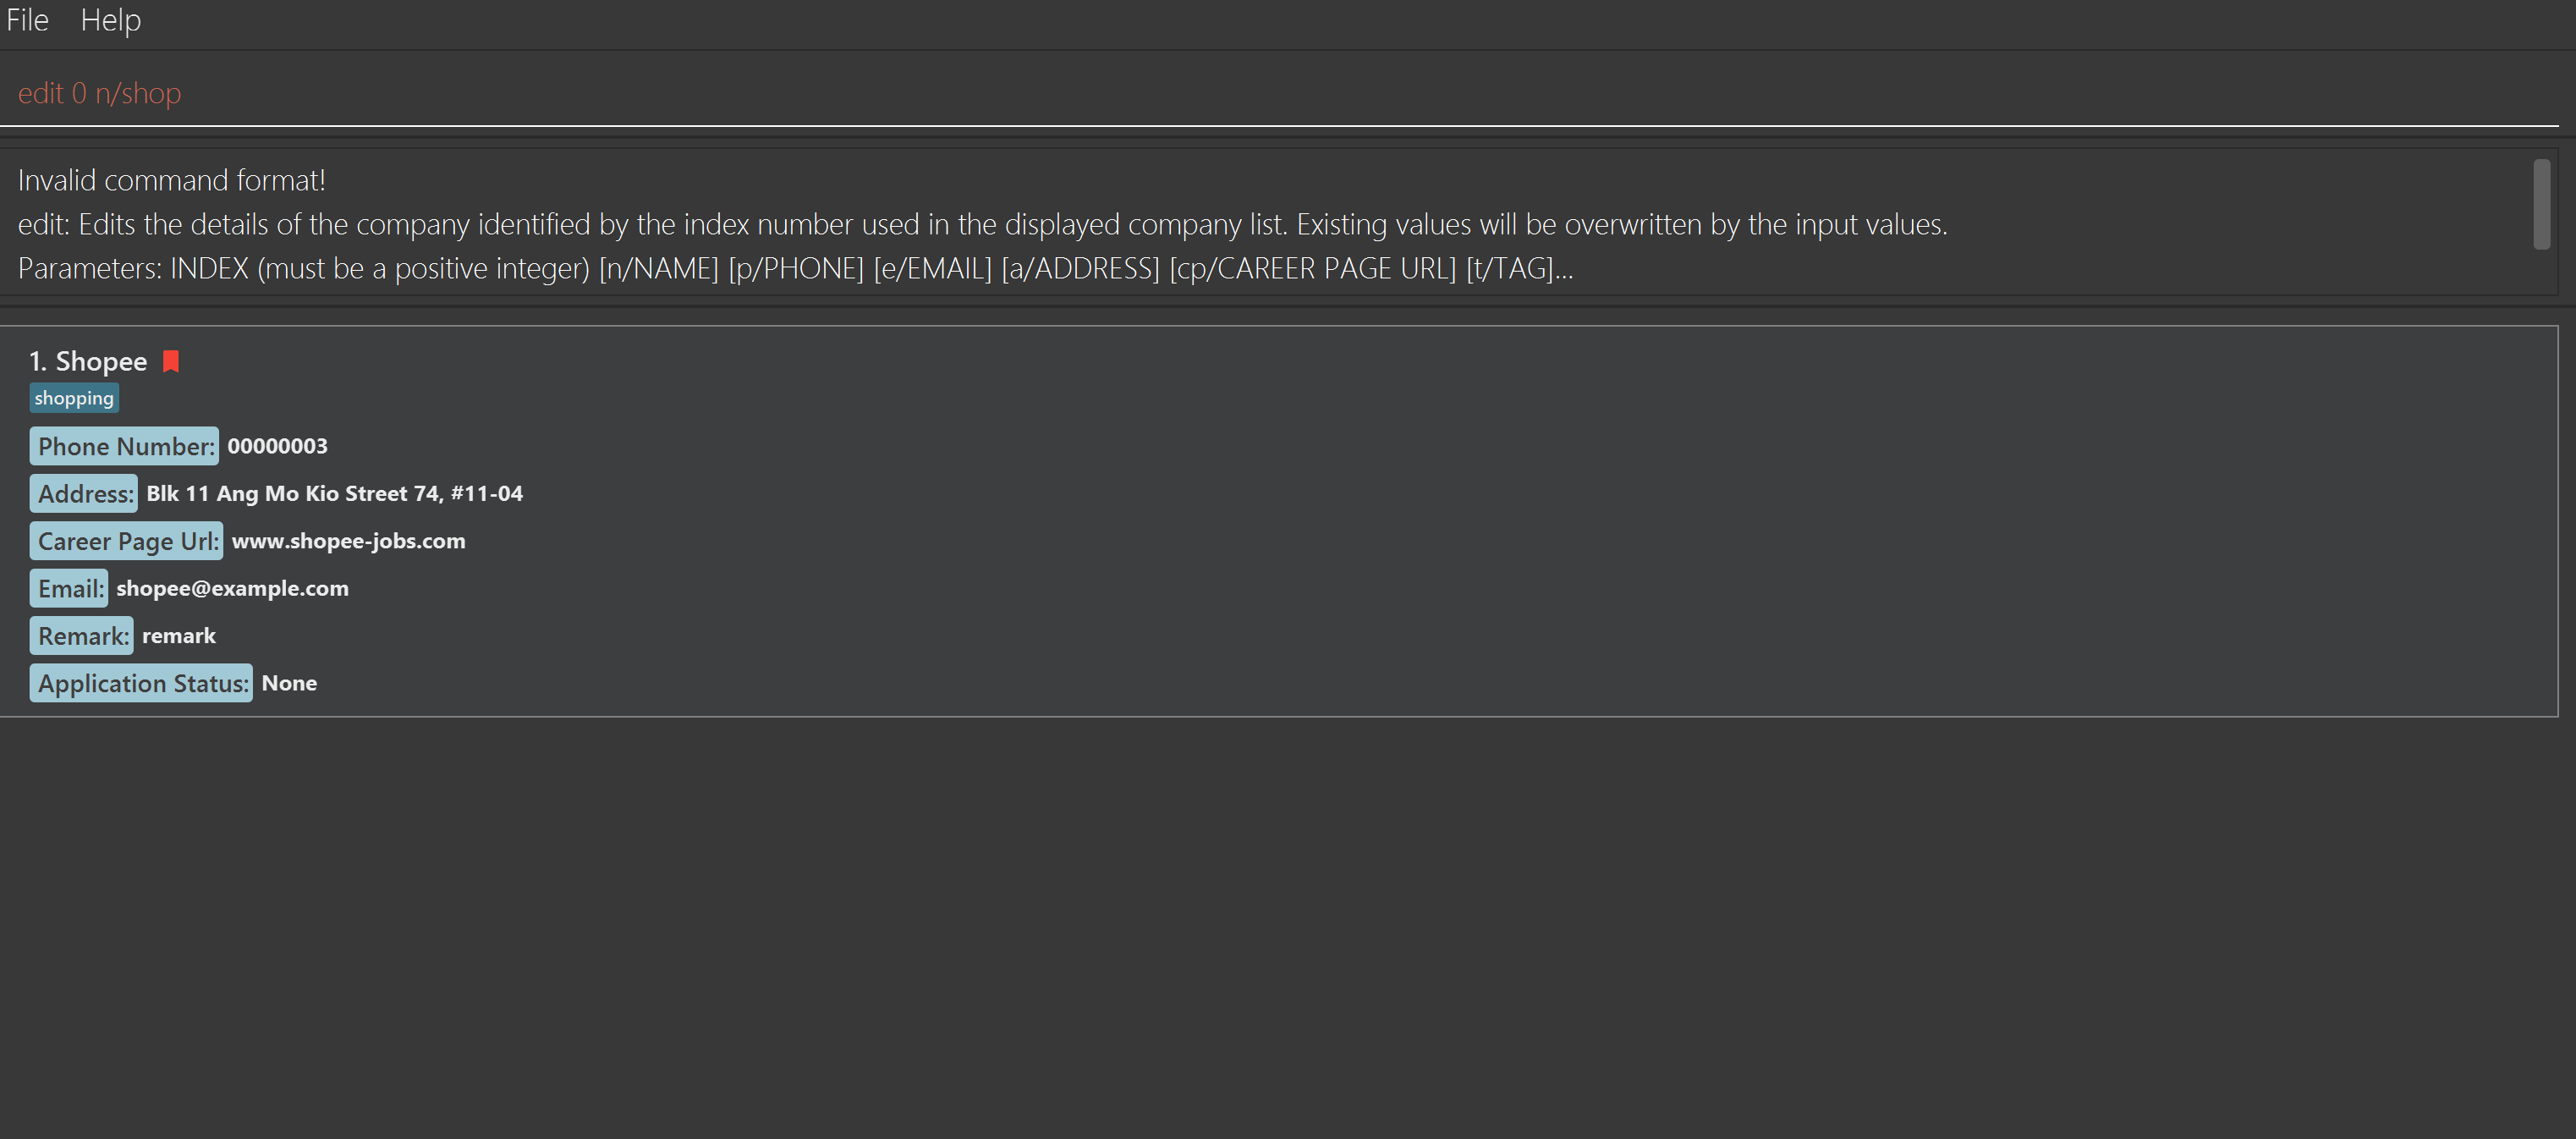 File Help
edit 0 n/shop
Invalid command format!
edit: Edits the details of the company identified by the index number used in the displayed company list. Existing values will be overwritten by the input values.
Parameters: INDEX (must be a positive integer) [n/NAME] [p/PHONE] [e/EMAIL] [a/ADDRESS] [cp/CAREER PAGE URL] [t/TAG]...
1. Shopee
shopping
Phone Number: 00000003
Address: Blk 11 Ang Mo Kio Street 74, #11-04
Career Page Url: www.shopee-jobs.com
Email: shopee@example.com
Remark: remark
Application Status: None